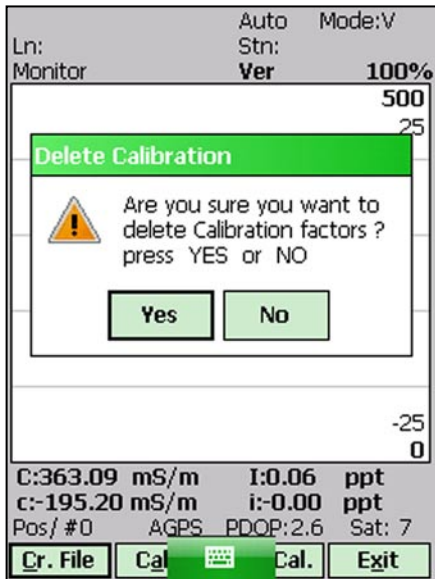 Auto Mode:V
Ln: Stn:
Monitor Ver 100%
500
25
Delete Calibration
Are you sure you want to
delete Calibration factors ?
press YES or NO
Yes No
-25
0
C:363.09 mS/m I:0.06 ppt
c:-195.20 mS/m i:-0.00 ppt
Pos/ #0 AGPS PDOP:2.6 Sat: 7
Cr. File Cal. Exit